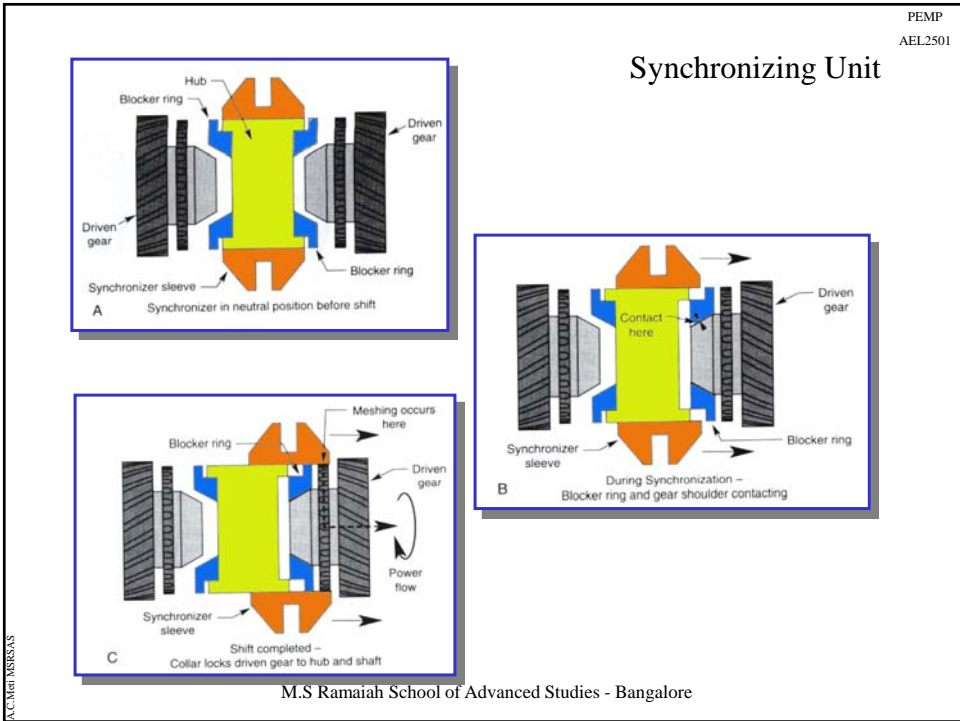 PEMP
AEL2501
Synchronizing Unit
Hub
Blocker ring
Driven
gear
Driven
gear
Blocker ring
Synchronizer sleeve
A
Synchronizer in neutral position before shift
Contact
here
Driven
gear
Synchronizer
sleeve
Blocker ring
B
During Synchronization –
Blocker ring and gear shoulder contacting
Meshing occurs
here
Blocker ring
Driven
gear
Power
flow
Synchronizer
sleeve
C
Shift completed –
Collar locks driven gear to hub and shaft
M.S Ramaiah School of Advanced Studies - Bangalore
A.C.Meti MSRSAS